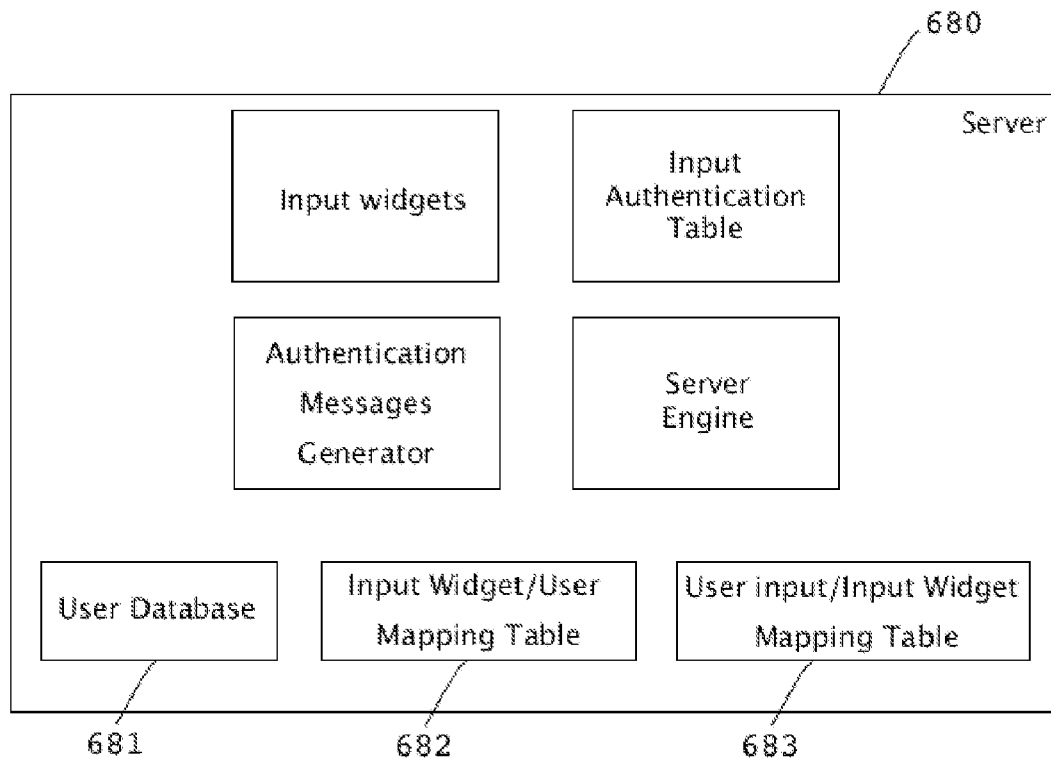 680
Server
Input widgets
Input
Authentication
Table
Authentication
Messages
Generator
Server
Engine
User Database
Input Widget/User
Mapping Table
User input/Input Widget
Mapping Table
681
682
683